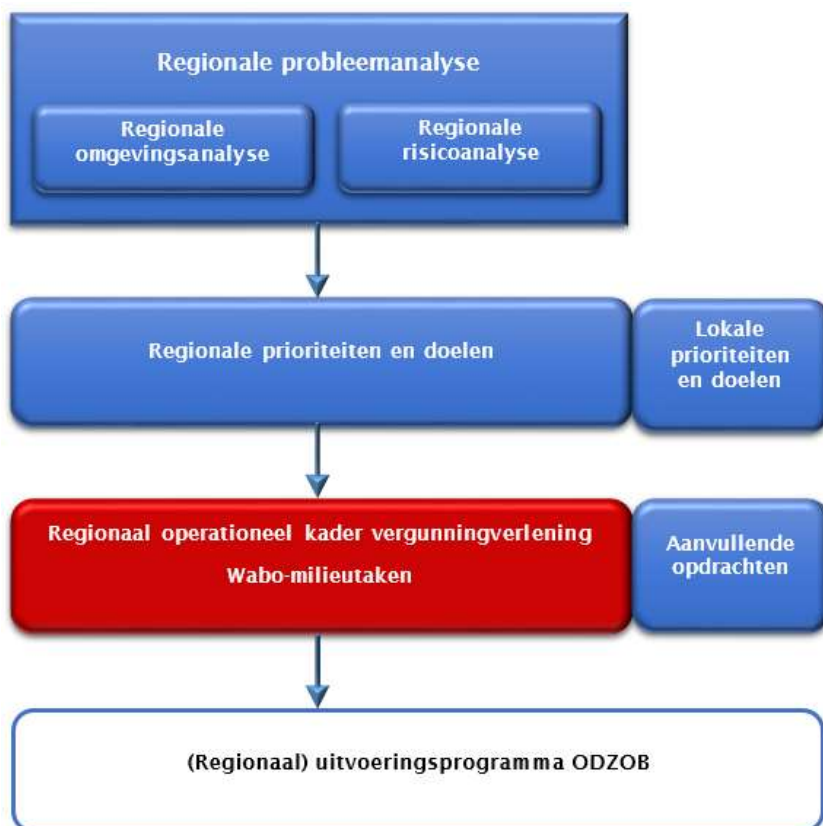 Regionale probleemanalyse
Regionale
omgevingsanalyse
Regionale
risicoanalyse
Regionale prioriteiten en doelen
Lokale
prioriteiten
en doelen
Regionaal operationeel kader vergunningverlening
Wabo-milieutaken
Aanvullende
opdrachten
(Regionaal) uitvoeringsprogramma ODZOB